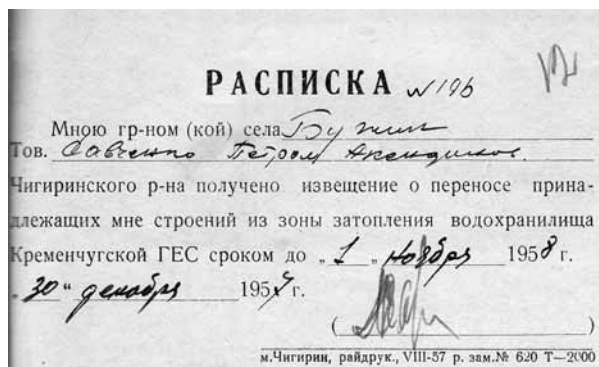 РАСПИСКА №196
Мною гр-ном (кой) села Бужин
Тов. Савченко Петром
Чигиринского р-на получено извещение о переносе прина-
длежащих мне строений из зоны затопления водохранилища
Кременчугской ГЕС сроком до „ 1 „ ноября 1958 г.
„ 30 “ декабря 1957 г.
( )
м.Чигирин, райдрук., VIII-57 р. зам.№ 620 Т—2000